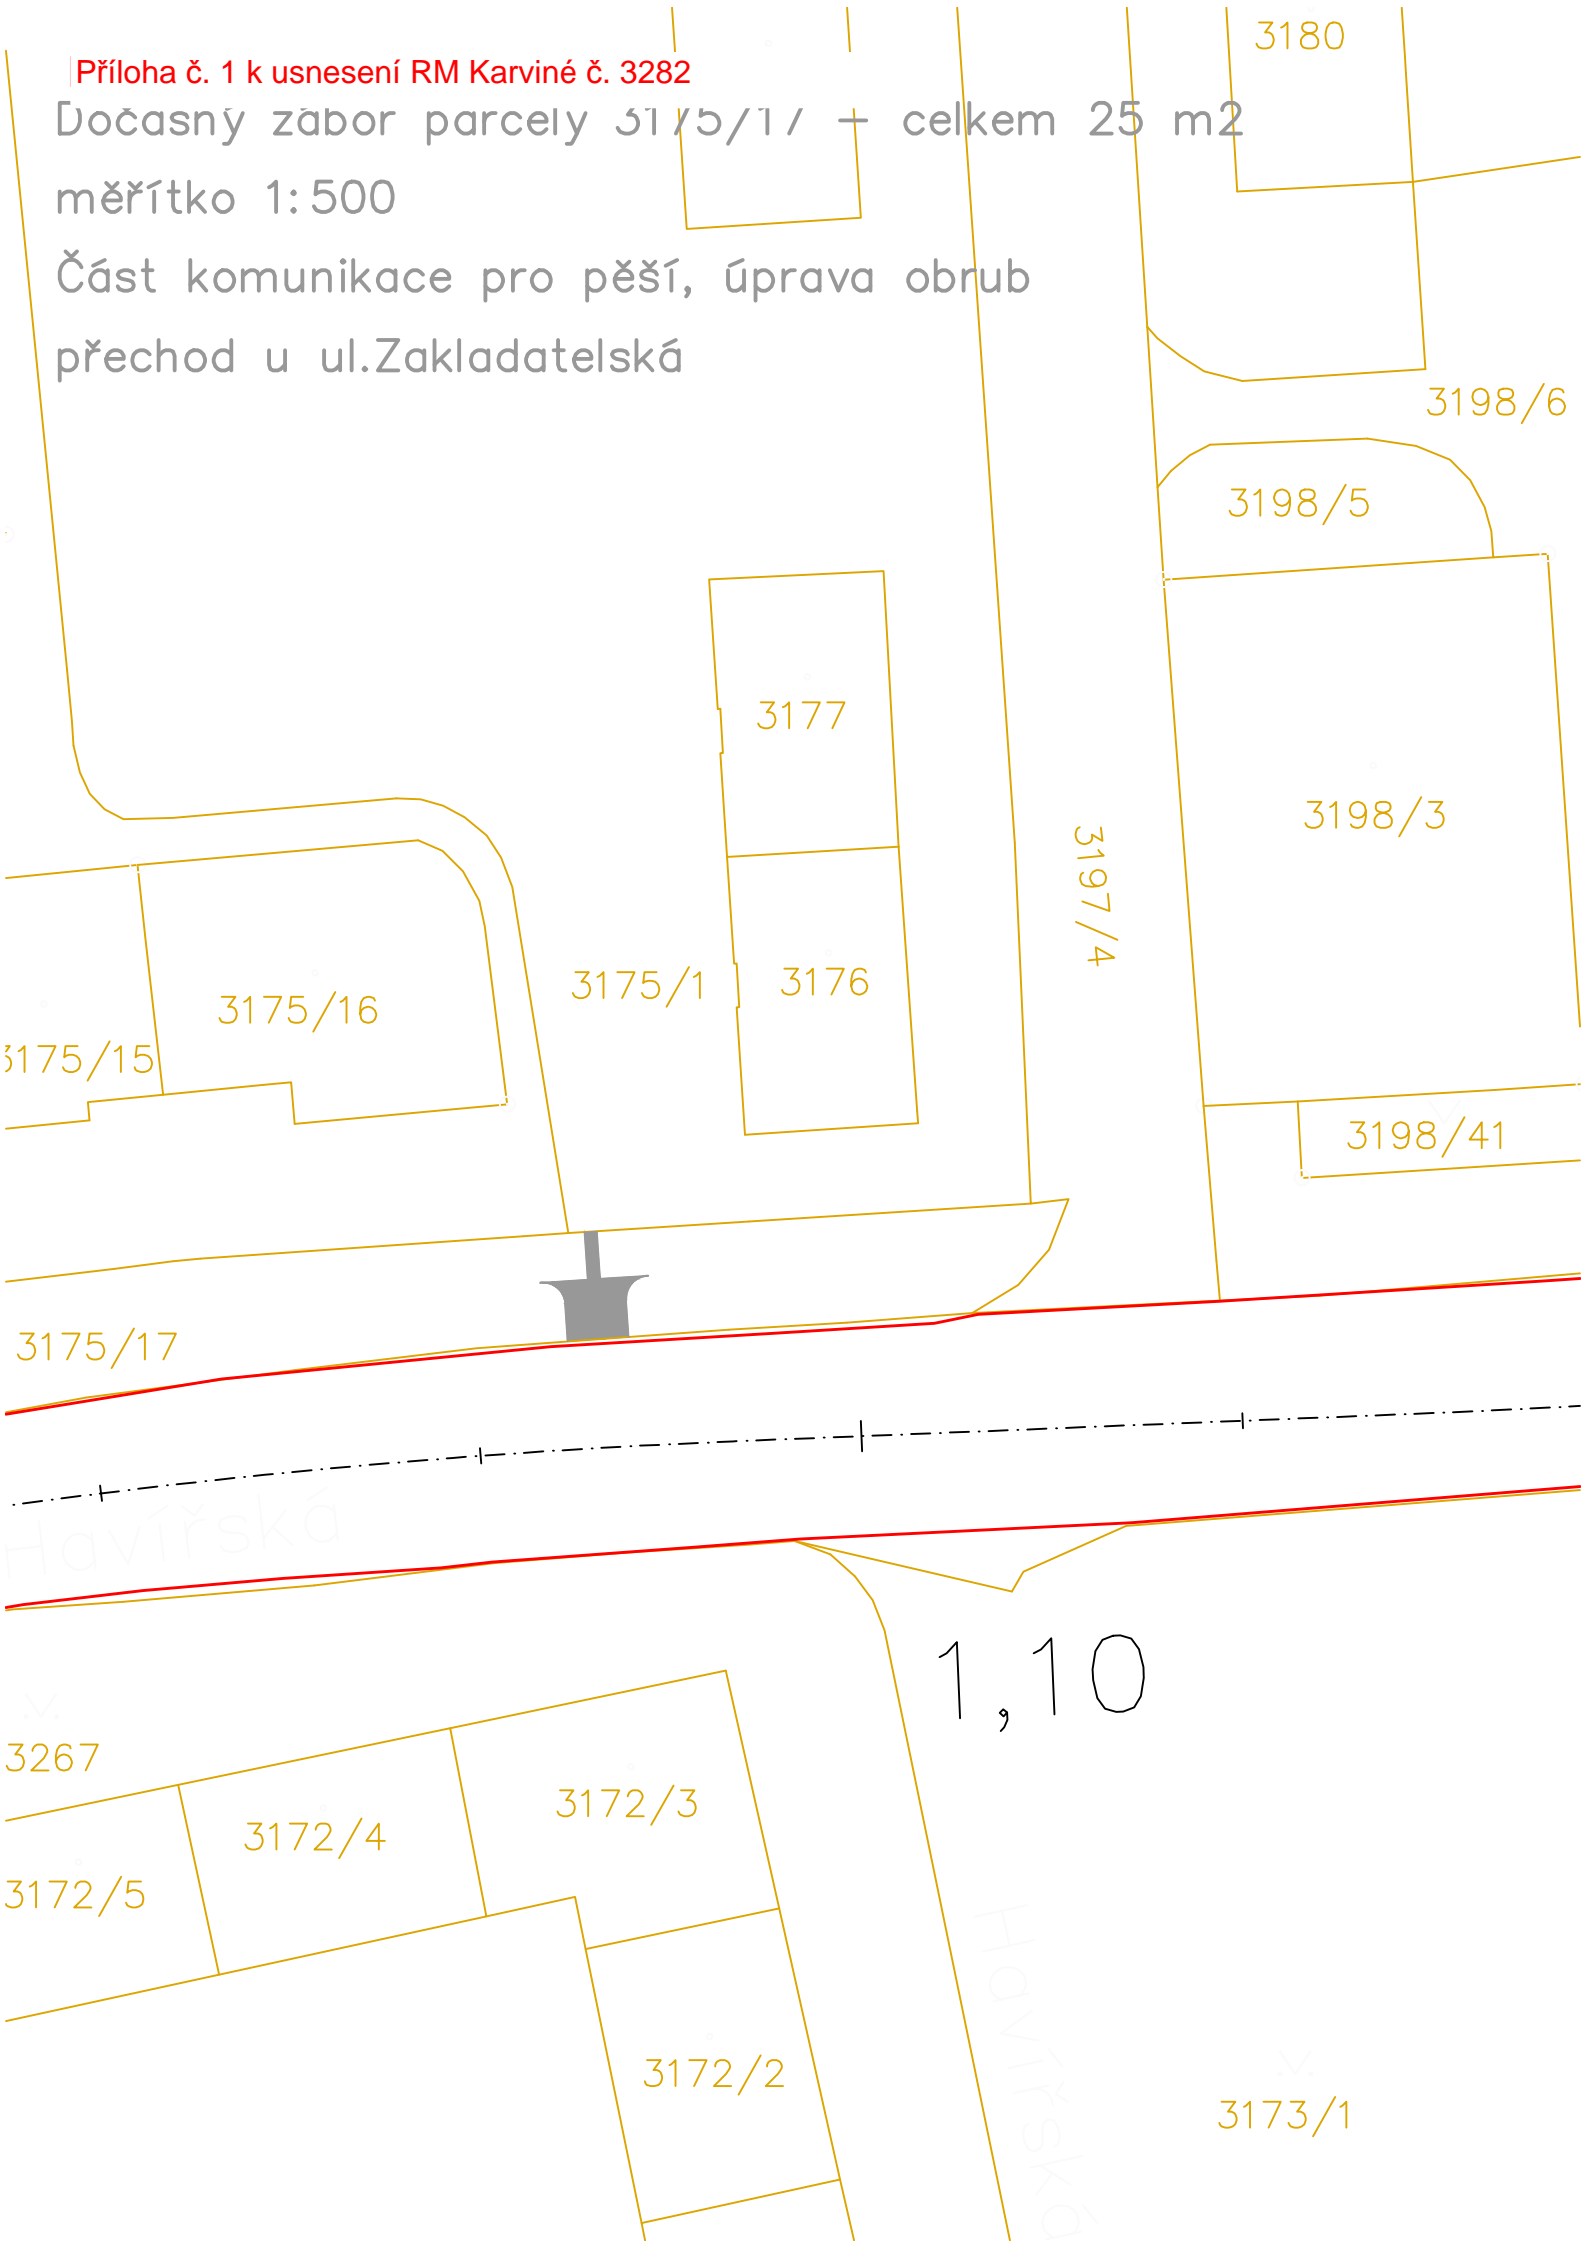 Příloha č. 1 k usnesení RM Karviné č. 3282
Dočasný zábor parcely 3175/17 – celkem 25 m2
měřítko 1:500
Část komunikace pro pěší, úprava obrub
přechod u ul.Zakladatelská
3180
3198/6
3198/5
3177
3198/3
3197/4
3175/1
3176
3175/16
3175/15
3198/41
3175/17
Havířská
1,10
3267
3172/3
3172/4
3172/5
Havířská
3172/2
3173/1